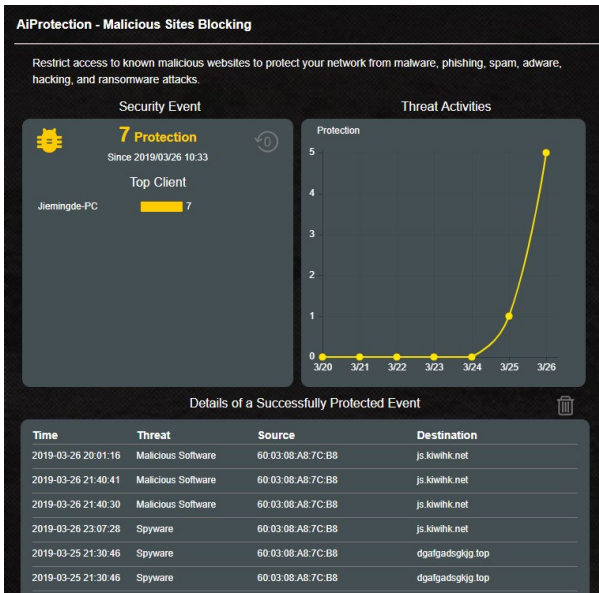 AiProtection - Malicious Sites Blocking
Restrict access to known malicious websites to protect your network from malware, phishing, spam, adware,
hacking, and ransomware attacks.
Security Event
7 Protection
Since 2019/03/26 10:33
0
Top Client
Jiemingde-PC 7
Threat Activities
Protection
5
4
3
2
1
0
3/20 3/21 3/22 3/23 3/24 3/25 3/26
Details of a Successfully Protected Event
Time Threat Source Destination
2019-03-26 20:01:16 Malicious Software 60:03:08:A8:7C:B8 js.kiwihk.net
2019-03-26 21:40:41 Malicious Software 60:03:08:A8:7C:B8 js.kiwihk.net
2019-03-26 21:40:30 Malicious Software 60:03:08:A8:7C:B8 js.kiwihk.net
2019-03-26 23:07:28 Spyware 60:03:08:A8:7C:B8 js.kiwihk.net
2019-03-25 21:30:46 Spyware 60:03:08:A8:7C:B8 dgafgadsgkjg.top
2019-03-25 21:30:46 Spyware 60:03:08:A8:7C:B8 dgafgadsgkjg.top